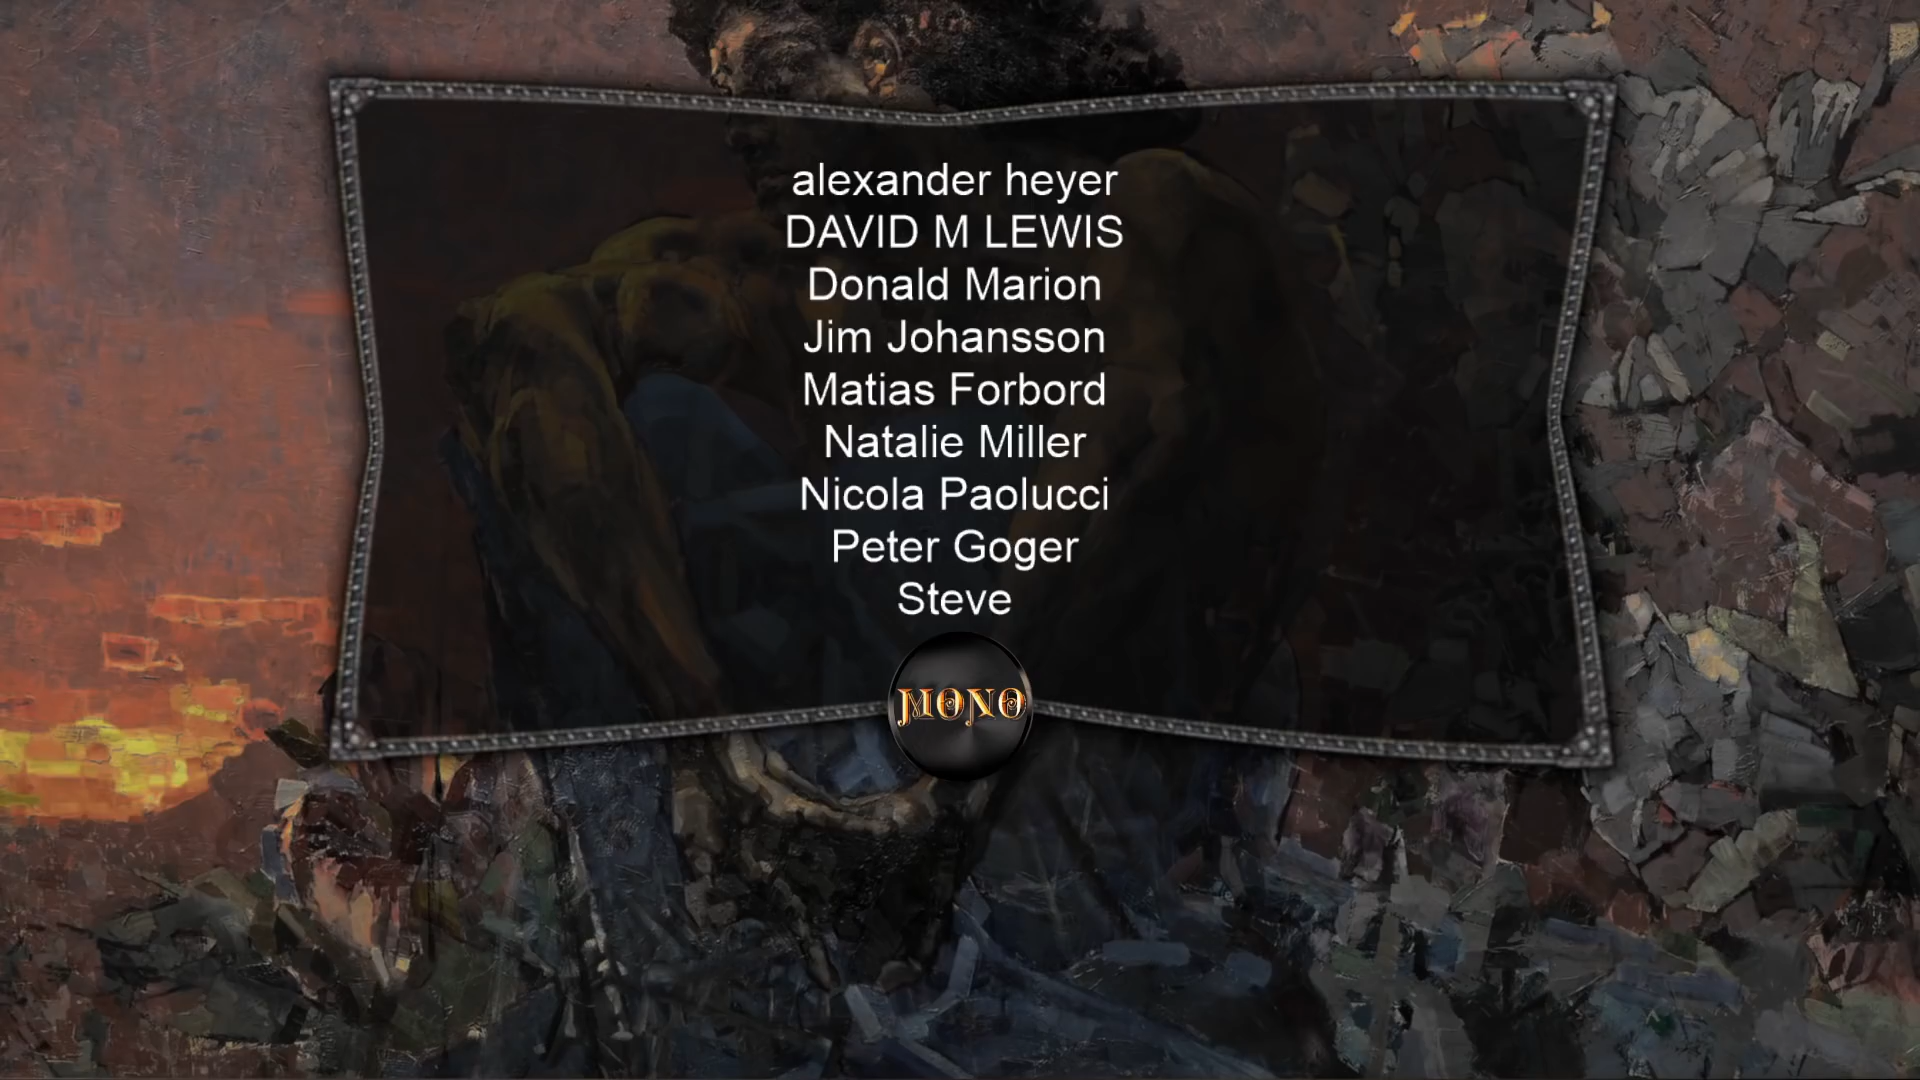 alexander heyer
DAVID M LEWIS
Donald Marion
Jim Johansson
Matias Forbord
Natalie Miller
Nicola Paolucci
Peter Goger
Steve
MONO